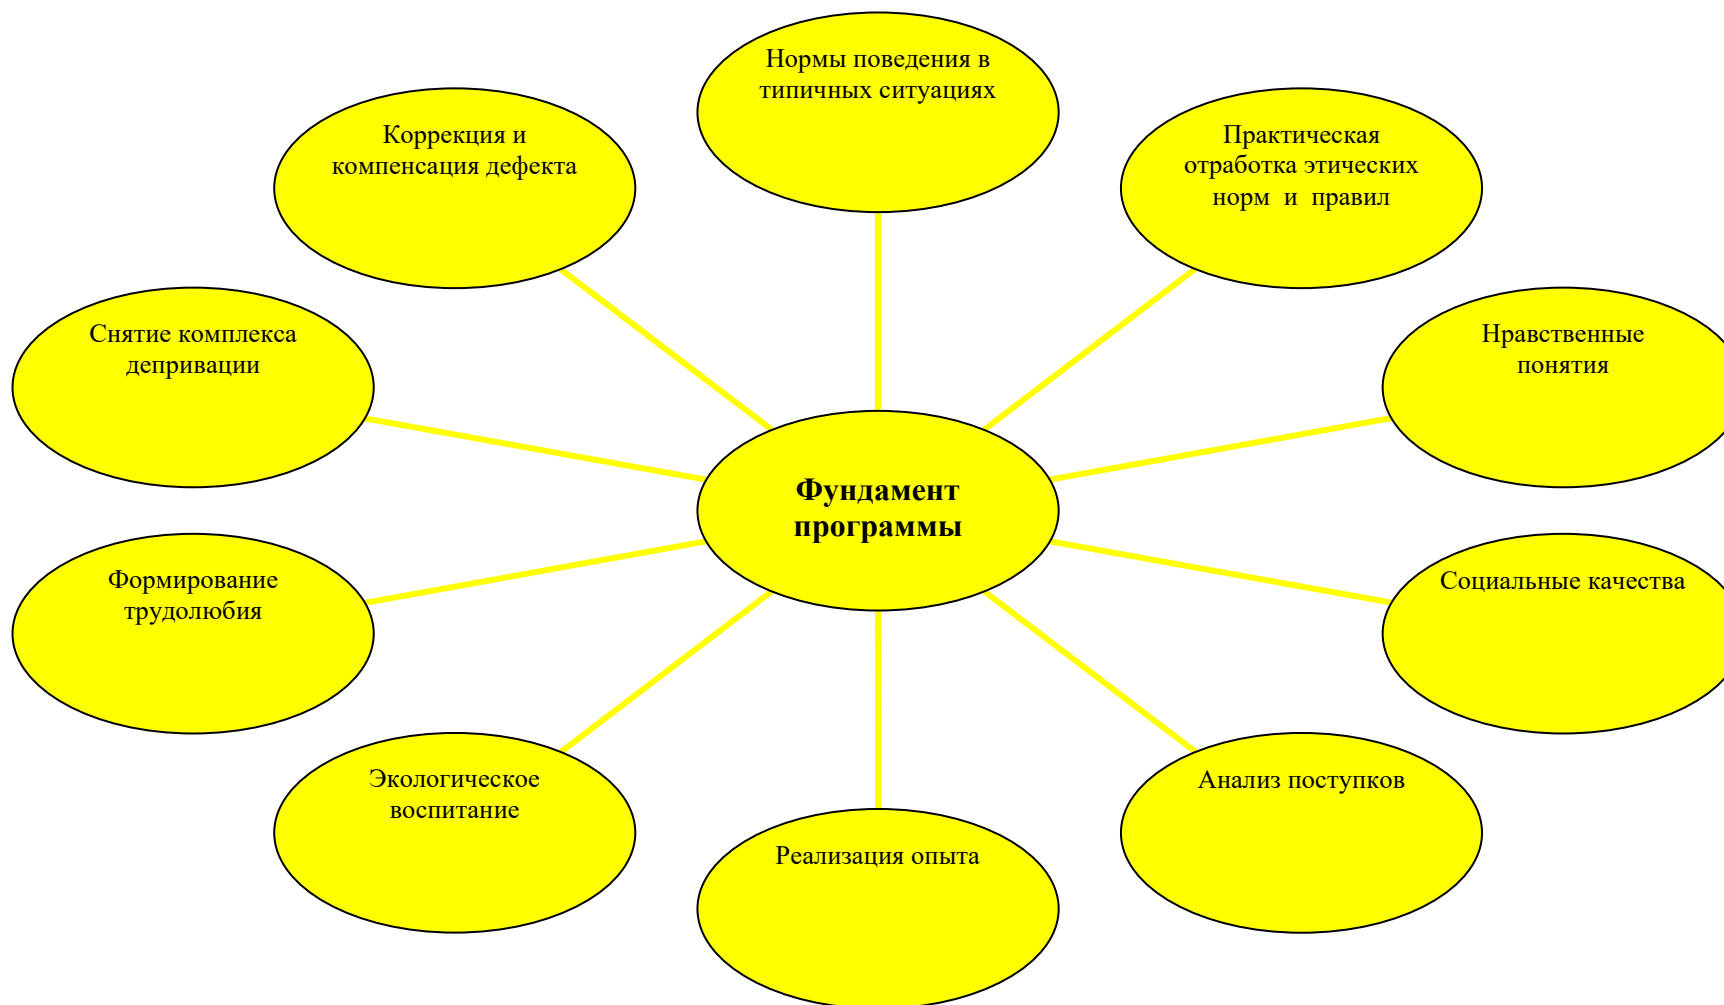 Нормы поведения в
типичных ситуациях
Коррекция и
компенсация дефекта
Практическая
отработка этических
норм и правил
Снятие комплекса
депривации
Нравственные
понятия
Фундамент
программы
Формирование
трудолюбия
Социальные качества
Экологическое
воспитание
Анализ поступков
Реализация опыта